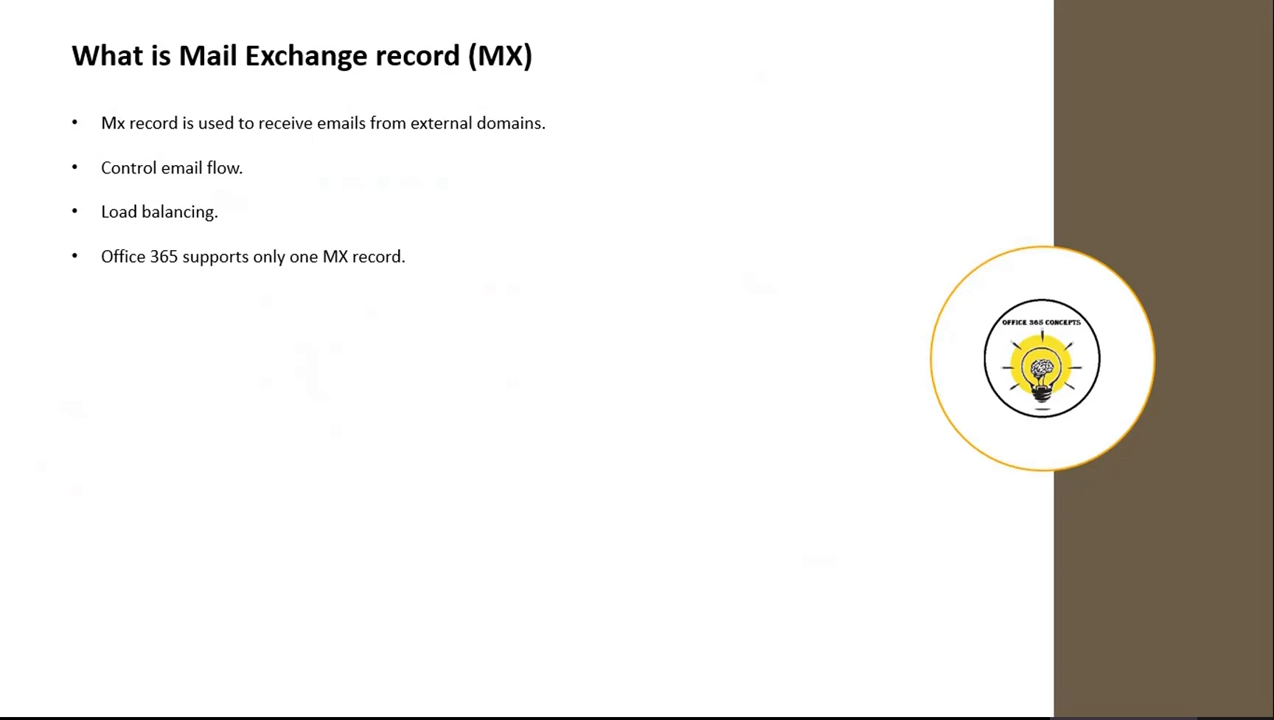 What is Mail Exchange record (MX)
• Mx record is used to receive emails from external domains.
• Control email flow.
• Load balancing.
• Office 365 supports only one MX record.
OFFICE 365 CONCEPTS